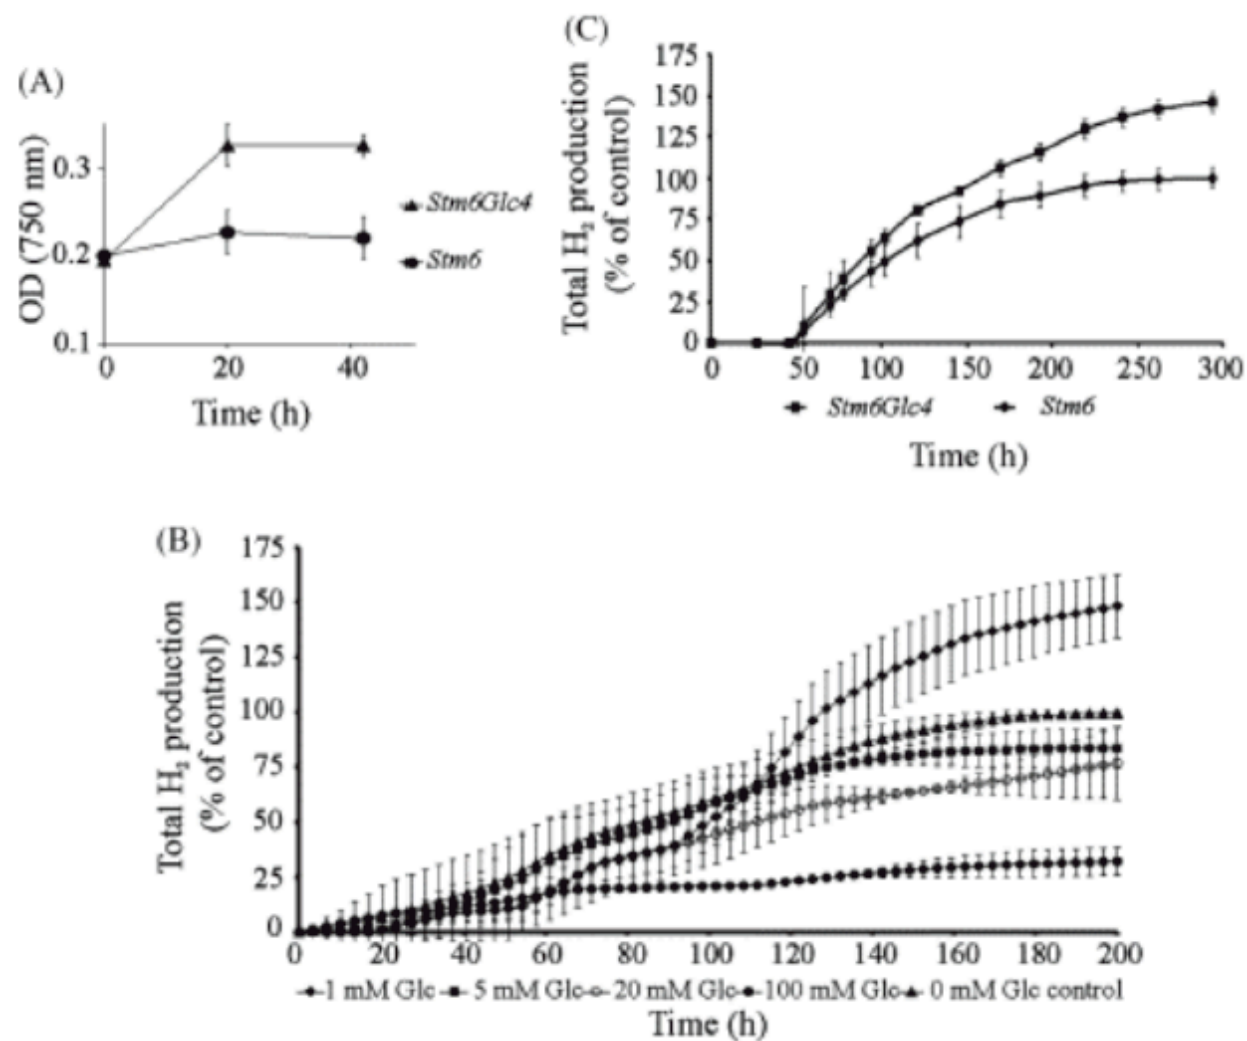 (A)
OD (750 nm)
0.3
0.2
0.1
0 20 40
Time (h)
Stm6Glc4
Stm6
(C)
Total H2 production
(% of control)
175
150
125
100
75
50
25
0
0 50 100 150 200 250 300
Stm6Glc4 Stm6
Time (h)
(B)
Total H2 production
(% of control)
175
150
125
100
75
50
25
0
0 20 40 60 80 100 120 140 160 180 200
1 mM Glc 5 mM Glc 20 mM Glc 100 mM Glc 0 mM Glc control
Time (h)